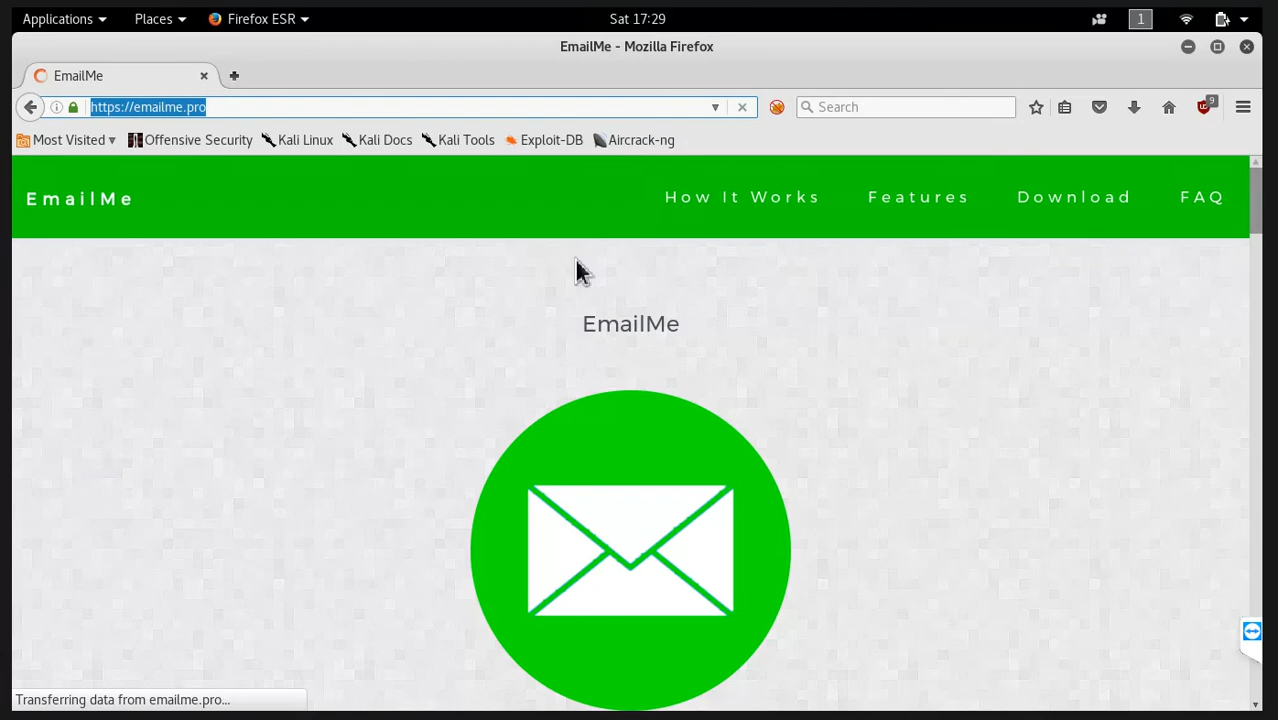 Applications Places Firefox ESR Sat 17:29 1
EmailMe - Mozilla Firefox
EmailMe
https://emailme.pro Search 9
Most Visited Offensive Security Kali Linux Kali Docs Kali Tools Exploit-DB Aircrack-ng
EmailMe How It Works Features Download FAQ
EmailMe
Transferring data from emailme.pro...